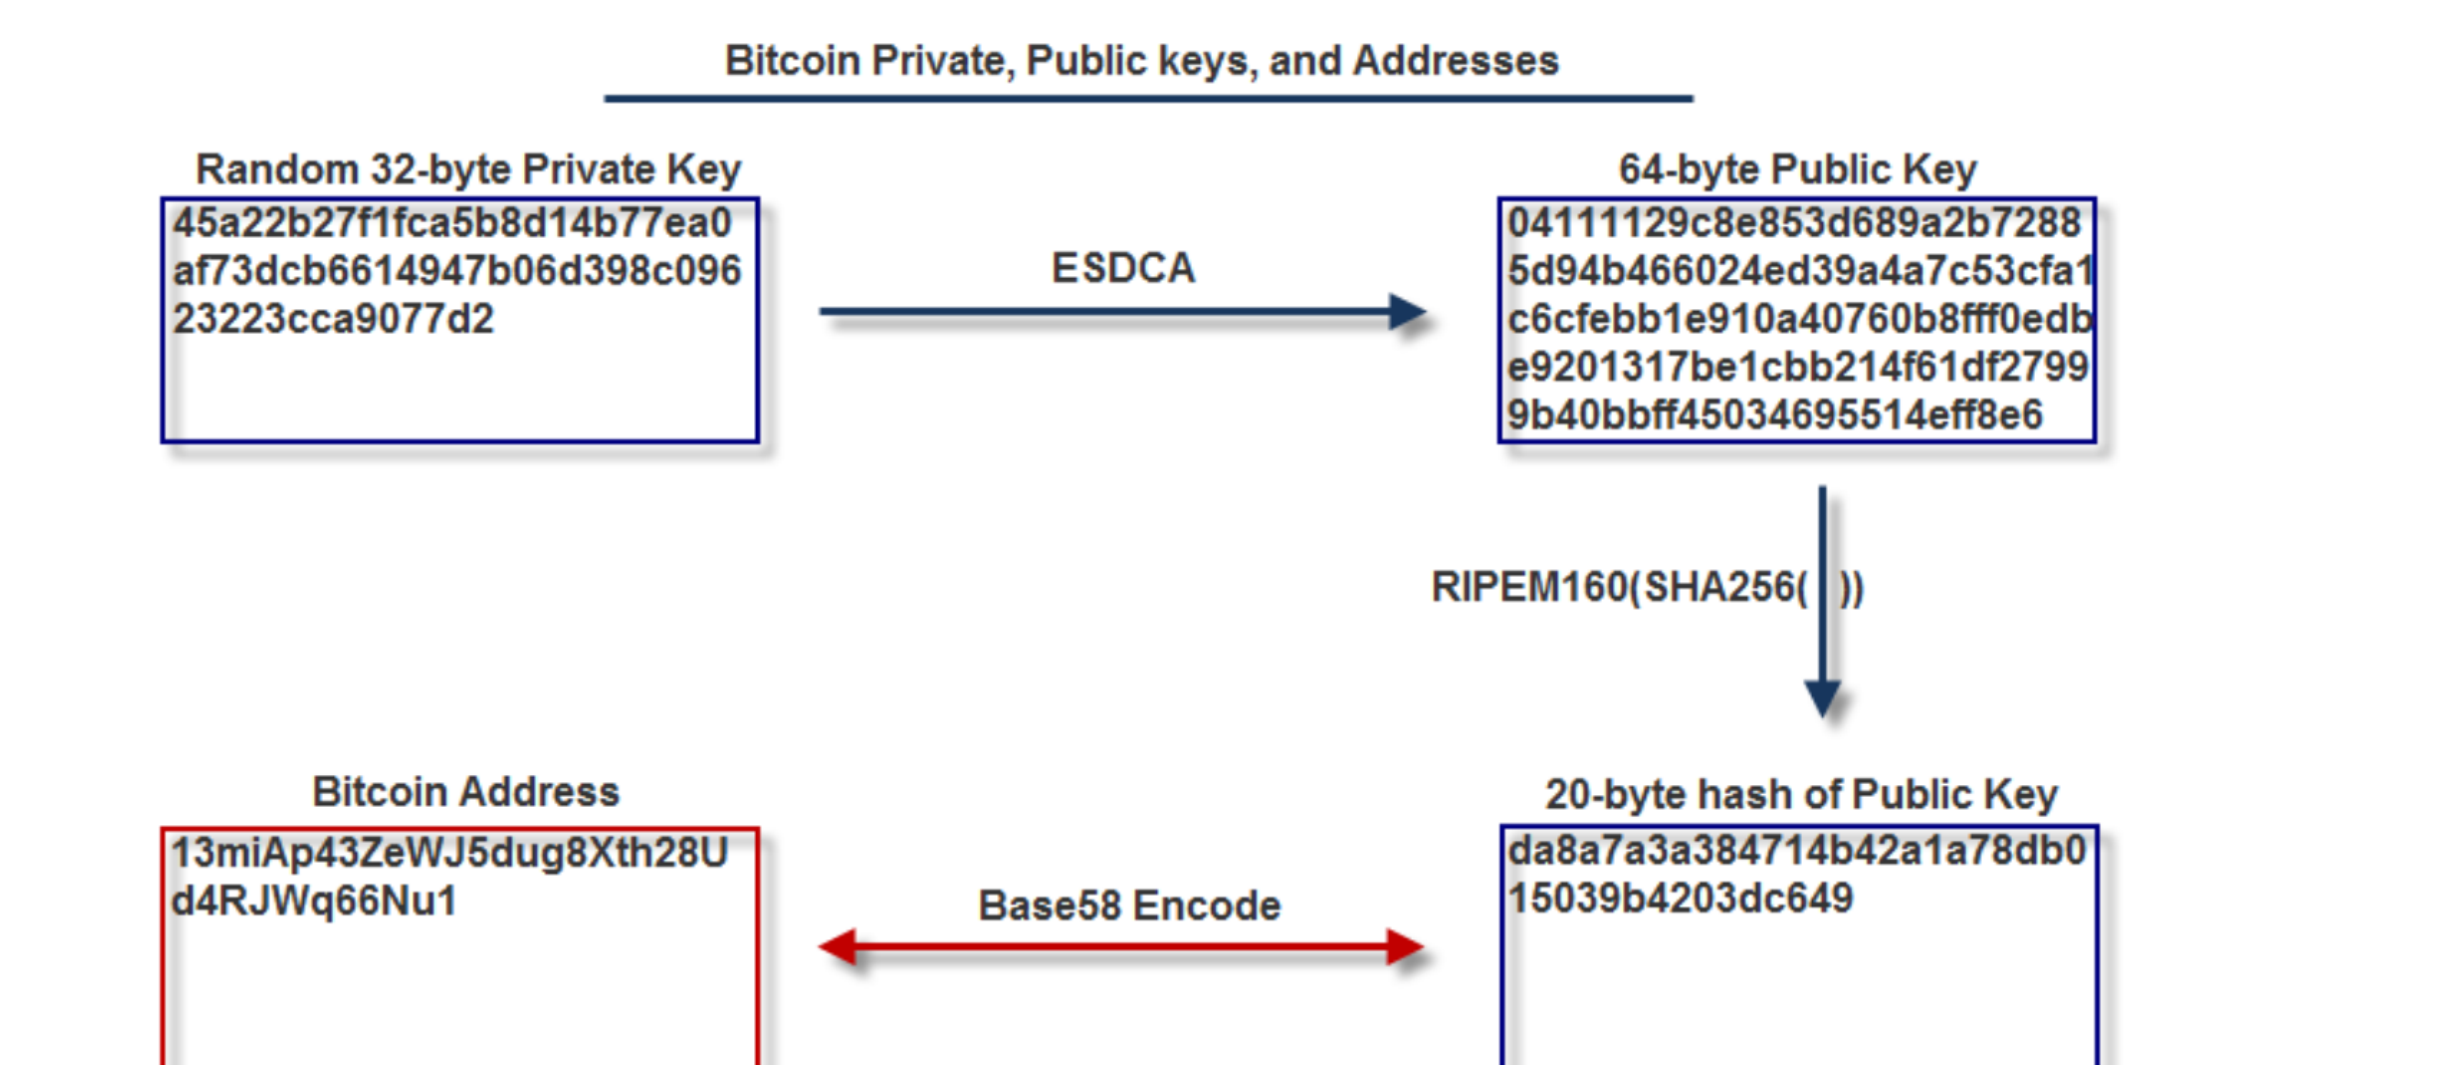 Bitcoin Private, Public keys, and Addresses
Random 32-byte Private Key
45a22b27f1fca5b8d14b77ea0
af73dcb6614947b06d398c096
23223cca9077d2
ESDCA
64-byte Public Key
04111129c8e853d689a2b7288
5d94b466024ed39a4a7c53cfa1
c6cfebb1e910a40760b8fff0edb
e9201317be1cbb214f61df2799
9b40bbff45034695514eff8e6
RIPEM160(SHA256( ))
Bitcoin Address
13miAp43ZeWJ5dug8Xth28U
d4RJWq66Nu1
Base58 Encode
20-byte hash of Public Key
da8a7a3a384714b42a1a78db0
15039b4203dc649